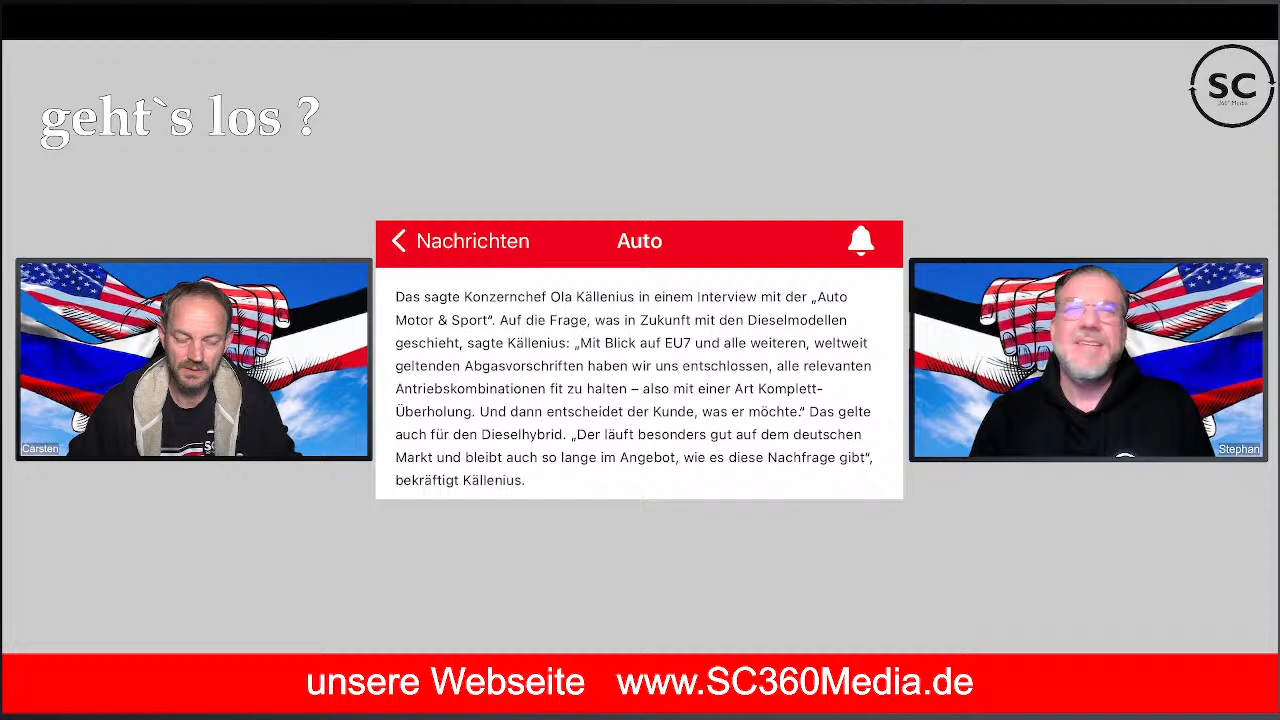 geht`s los ?
SC
360° Media
Nachrichten
Auto
Das sagte Konzernchef Ola Källenius in einem Interview mit der „Auto
Motor & Sport“. Auf die Frage, was in Zukunft mit den Dieselmodellen
geschieht, sagte Källenius: „Mit Blick auf EU7 und alle weiteren, weltweit
geltenden Abgasvorschriften haben wir uns entschlossen, alle relevanten
Antriebskombinationen fit zu halten – also mit einer Art Komplett-
Überholung. Und dann entscheidet der Kunde, was er möchte.“ Das gelte
auch für den Dieselhybrid. „Der läuft besonders gut auf dem deutschen
Markt und bleibt auch so lange im Angebot, wie es diese Nachfrage gibt“,
bekräftigt Källenius.
Carsten
Stephan
unsere Webseite www.SC360Media.de